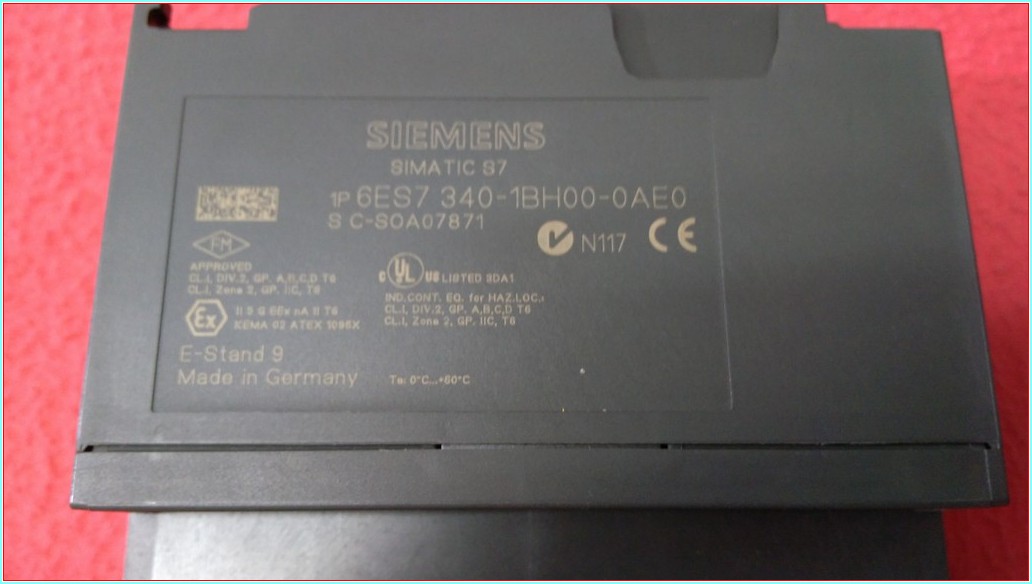 SIEMENS
SIMATIC S7
1P 6ES7 340-1BH00-0AE0
S C-SOA07871
N117 CE
FM
APPROVED
CL.I, DIV.2, GP. A,B,C,D T6
CL.I, Zone 2, GP. IIC, T6
C UL US LISTED
IND.CONT. EQ. for HAZ.LOC.:
CL.I, DIV.2, GP. A,B,C,D T6
CL.I, Zone 2, GP. IIC, T6
Ex II 3 G EEx nA II T6
KEMA 02 ATEX 1095X
E-Stand 9
Made in Germany
Ta: 0°C...+60°C